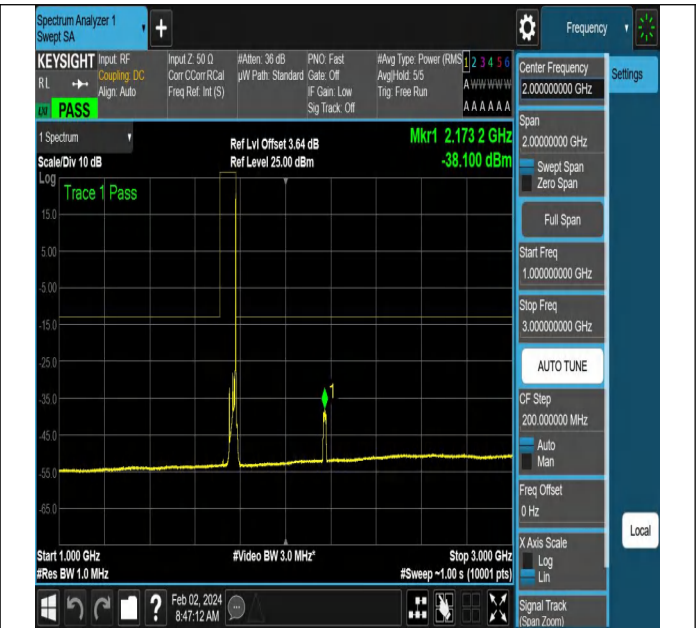 Spectrum Analyzer 1
Swept SA
+
Frequency
KEYSIGHT
RL
Input: RF
Coupling: DC
Align: Auto
Input Z: 50 Ω
Corr CCorr RCal
Freq Ref: Int (S)
#Atten: 36 dB
µW Path: Standard
PNO: Fast
Gate: Off
IF Gain: Low
Sig Track: Off
#Avg Type: Power (RMS)
Avg|Hold: 5/5
Trig: Free Run
1 2 3 4 5 6
A W W W W W
A A A A A A
PASS
1 Spectrum
Scale/Div 10 dB
Ref Lvl Offset 3.64 dB
Ref Level 25.00 dBm
Mkr1 2.173 2 GHz
-38.100 dBm
Log
Trace 1 Pass
15.0
5.00
-5.00
-15.0
-25.0
-35.0
-45.0
-55.0
-65.0
1
Start 1.000 GHz
#Res BW 1.0 MHz
#Video BW 3.0 MHz*
Stop 3.000 GHz
#Sweep ~1.00 s (10001 pts)
Center Frequency
2.000000000 GHz
Settings
Span
2.00000000 GHz
Swept Span
Zero Span
Full Span
Start Freq
1.000000000 GHz
Stop Freq
3.000000000 GHz
AUTO TUNE
CF Step
200.000000 MHz
Auto
Man
Freq Offset
0 Hz
X Axis Scale
Log
Lin
Signal Track
(Span Zoom)
Local
?
Feb 02, 2024
8:47:12 AM